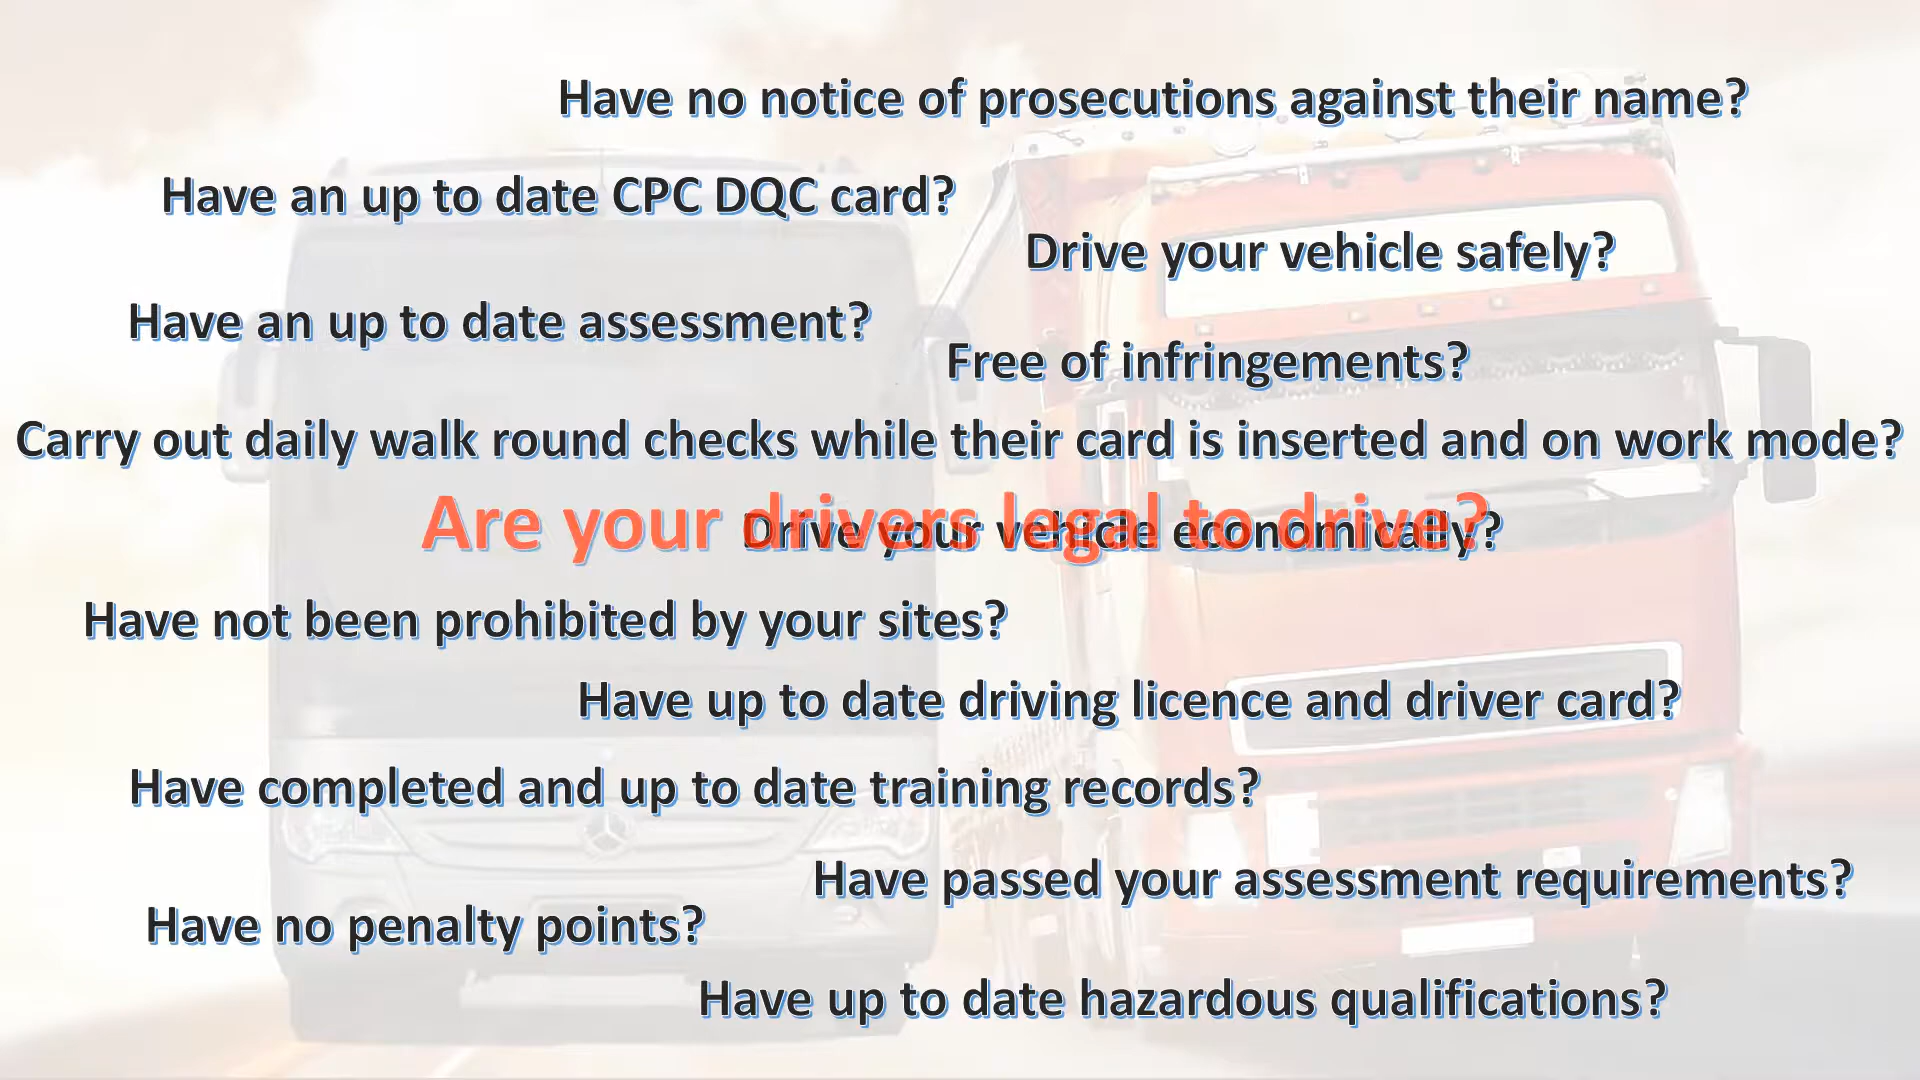 Have no notice of prosecutions against their name?
Have an up to date CPC DQC card?
Drive your vehicle safely?
Have an up to date assessment?
Free of infringements?
Carry out daily walk round checks while their card is inserted and on work mode?
Are your drivers legal to drive?
Drive your vehicle economically?
Have not been prohibited by your sites?
Have up to date driving licence and driver card?
Have completed and up to date training records?
Have passed your assessment requirements?
Have no penalty points?
Have up to date hazardous qualifications?